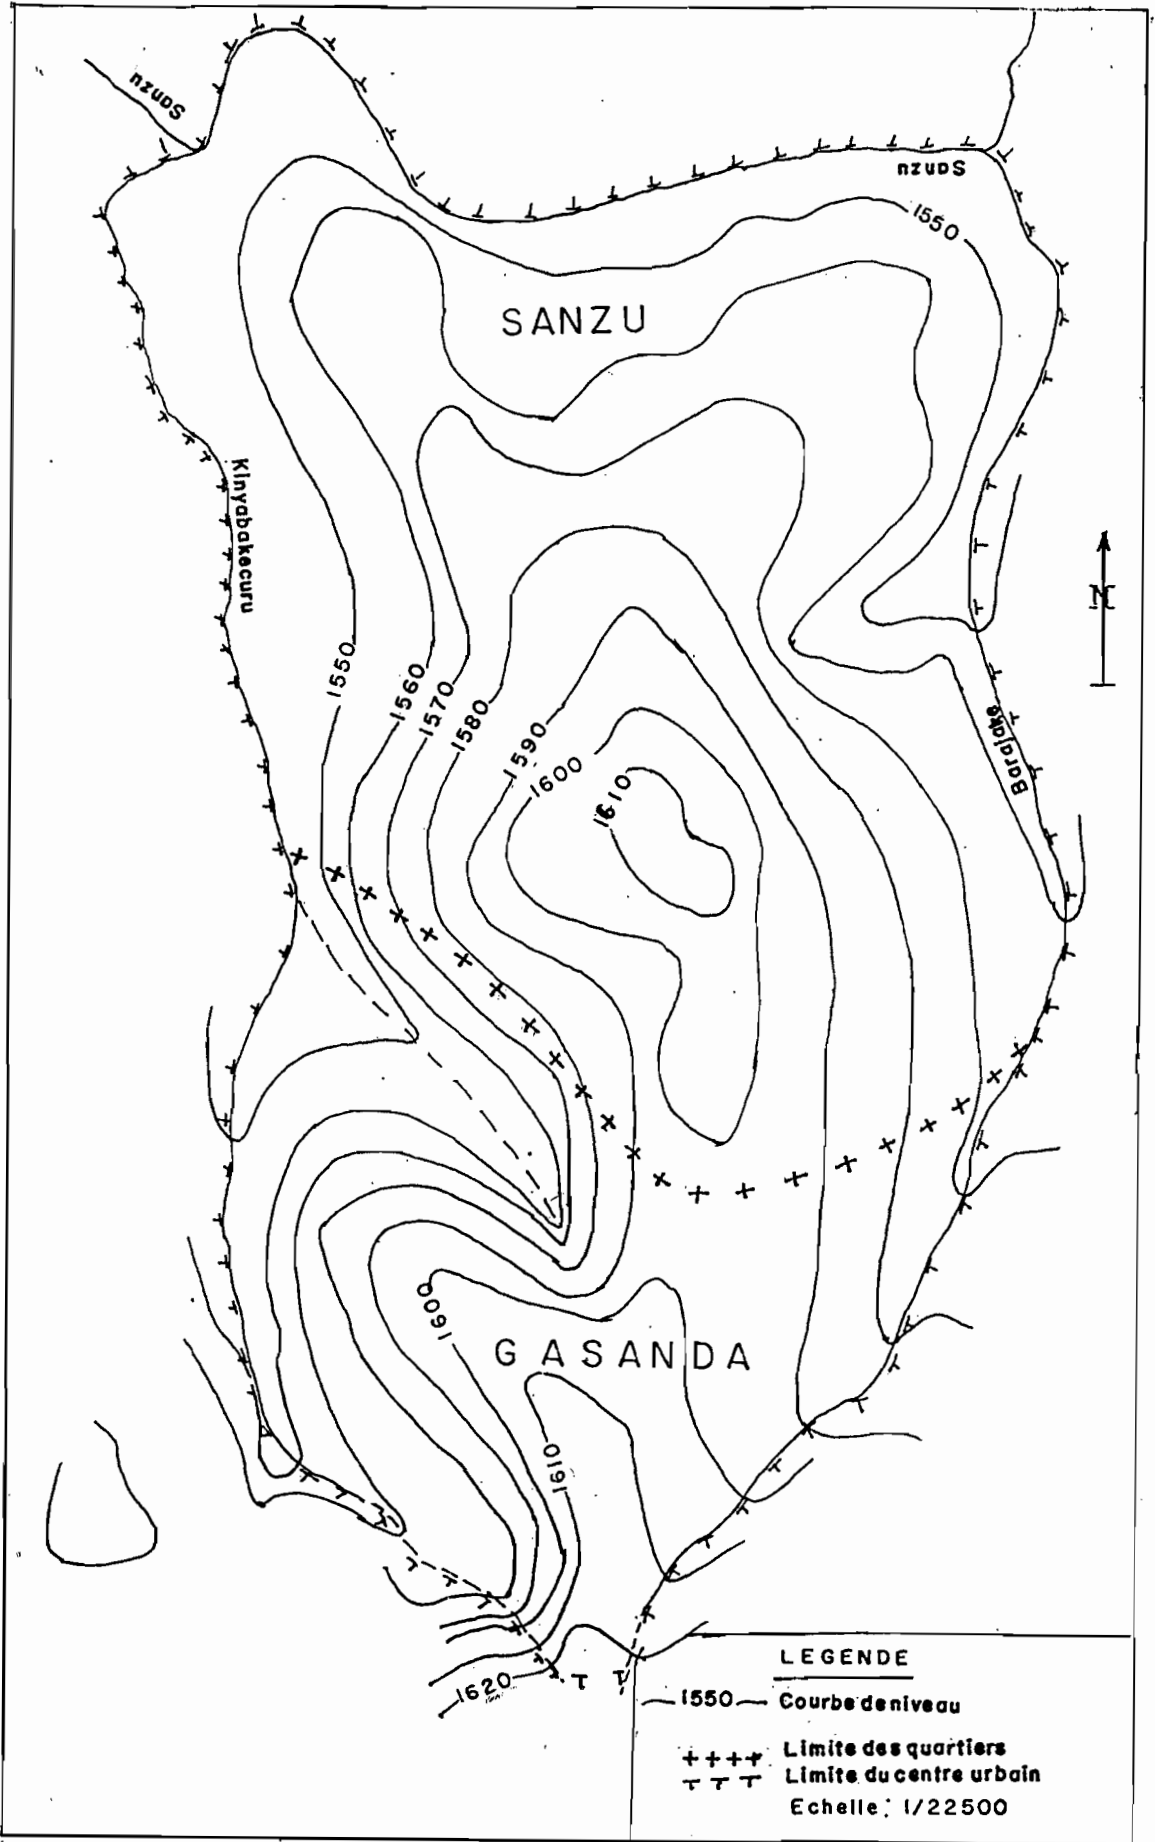 Sanzu
Sanzu
1550
SANZU
Kinyabakecuru
N
1550
1560
1570
1580
1590
1600
1610
Barajake
1600
GASANDA
1610
1620
LEGENDE
1550 Courbe de niveau
++++ Limite des quartiers
T T T Limite du centre urbain
Echelle: 1/22500